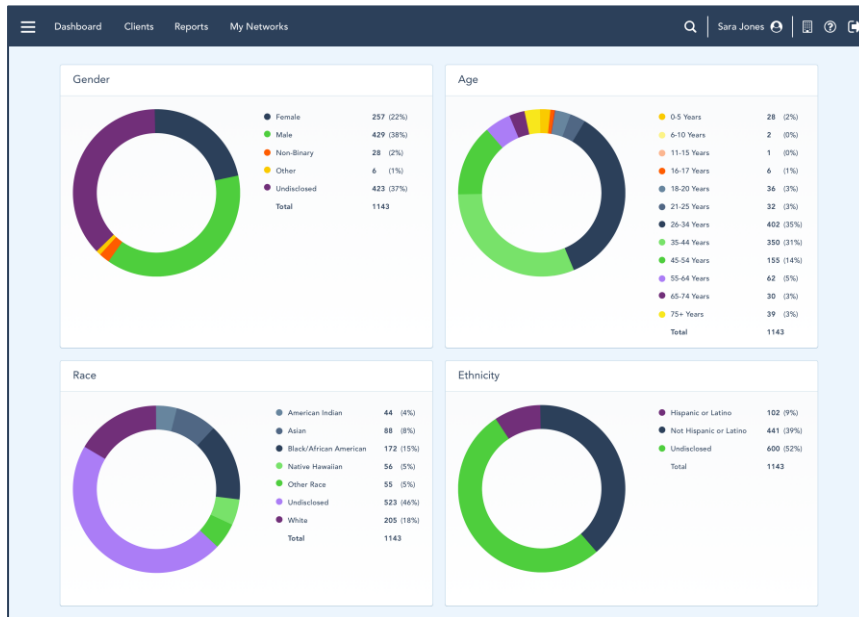 Dashboard Clients Reports My Networks Sara Jones
Gender
Female 257 (22%)
Male 429 (38%)
Non-Binary 28 (2%)
Other 6 (1%)
Undisclosed 423 (37%)
Total 1143
Age
0-5 Years 28 (2%)
6-10 Years 2 (0%)
11-15 Years 1 (0%)
16-17 Years 6 (1%)
18-20 Years 36 (3%)
21-25 Years 32 (3%)
26-34 Years 402 (35%)
35-44 Years 350 (31%)
45-54 Years 155 (14%)
55-64 Years 62 (5%)
65-74 Years 30 (3%)
75+ Years 39 (3%)
Total 1143
Race
American Indian 44 (4%)
Asian 88 (8%)
Black/African American 172 (15%)
Native Hawaiian 56 (5%)
Other Race 55 (5%)
Undisclosed 523 (46%)
White 205 (18%)
Total 1143
Ethnicity
Hispanic or Latino 102 (9%)
Not Hispanic or Latino 441 (39%)
Undisclosed 600 (52%)
Total 1143